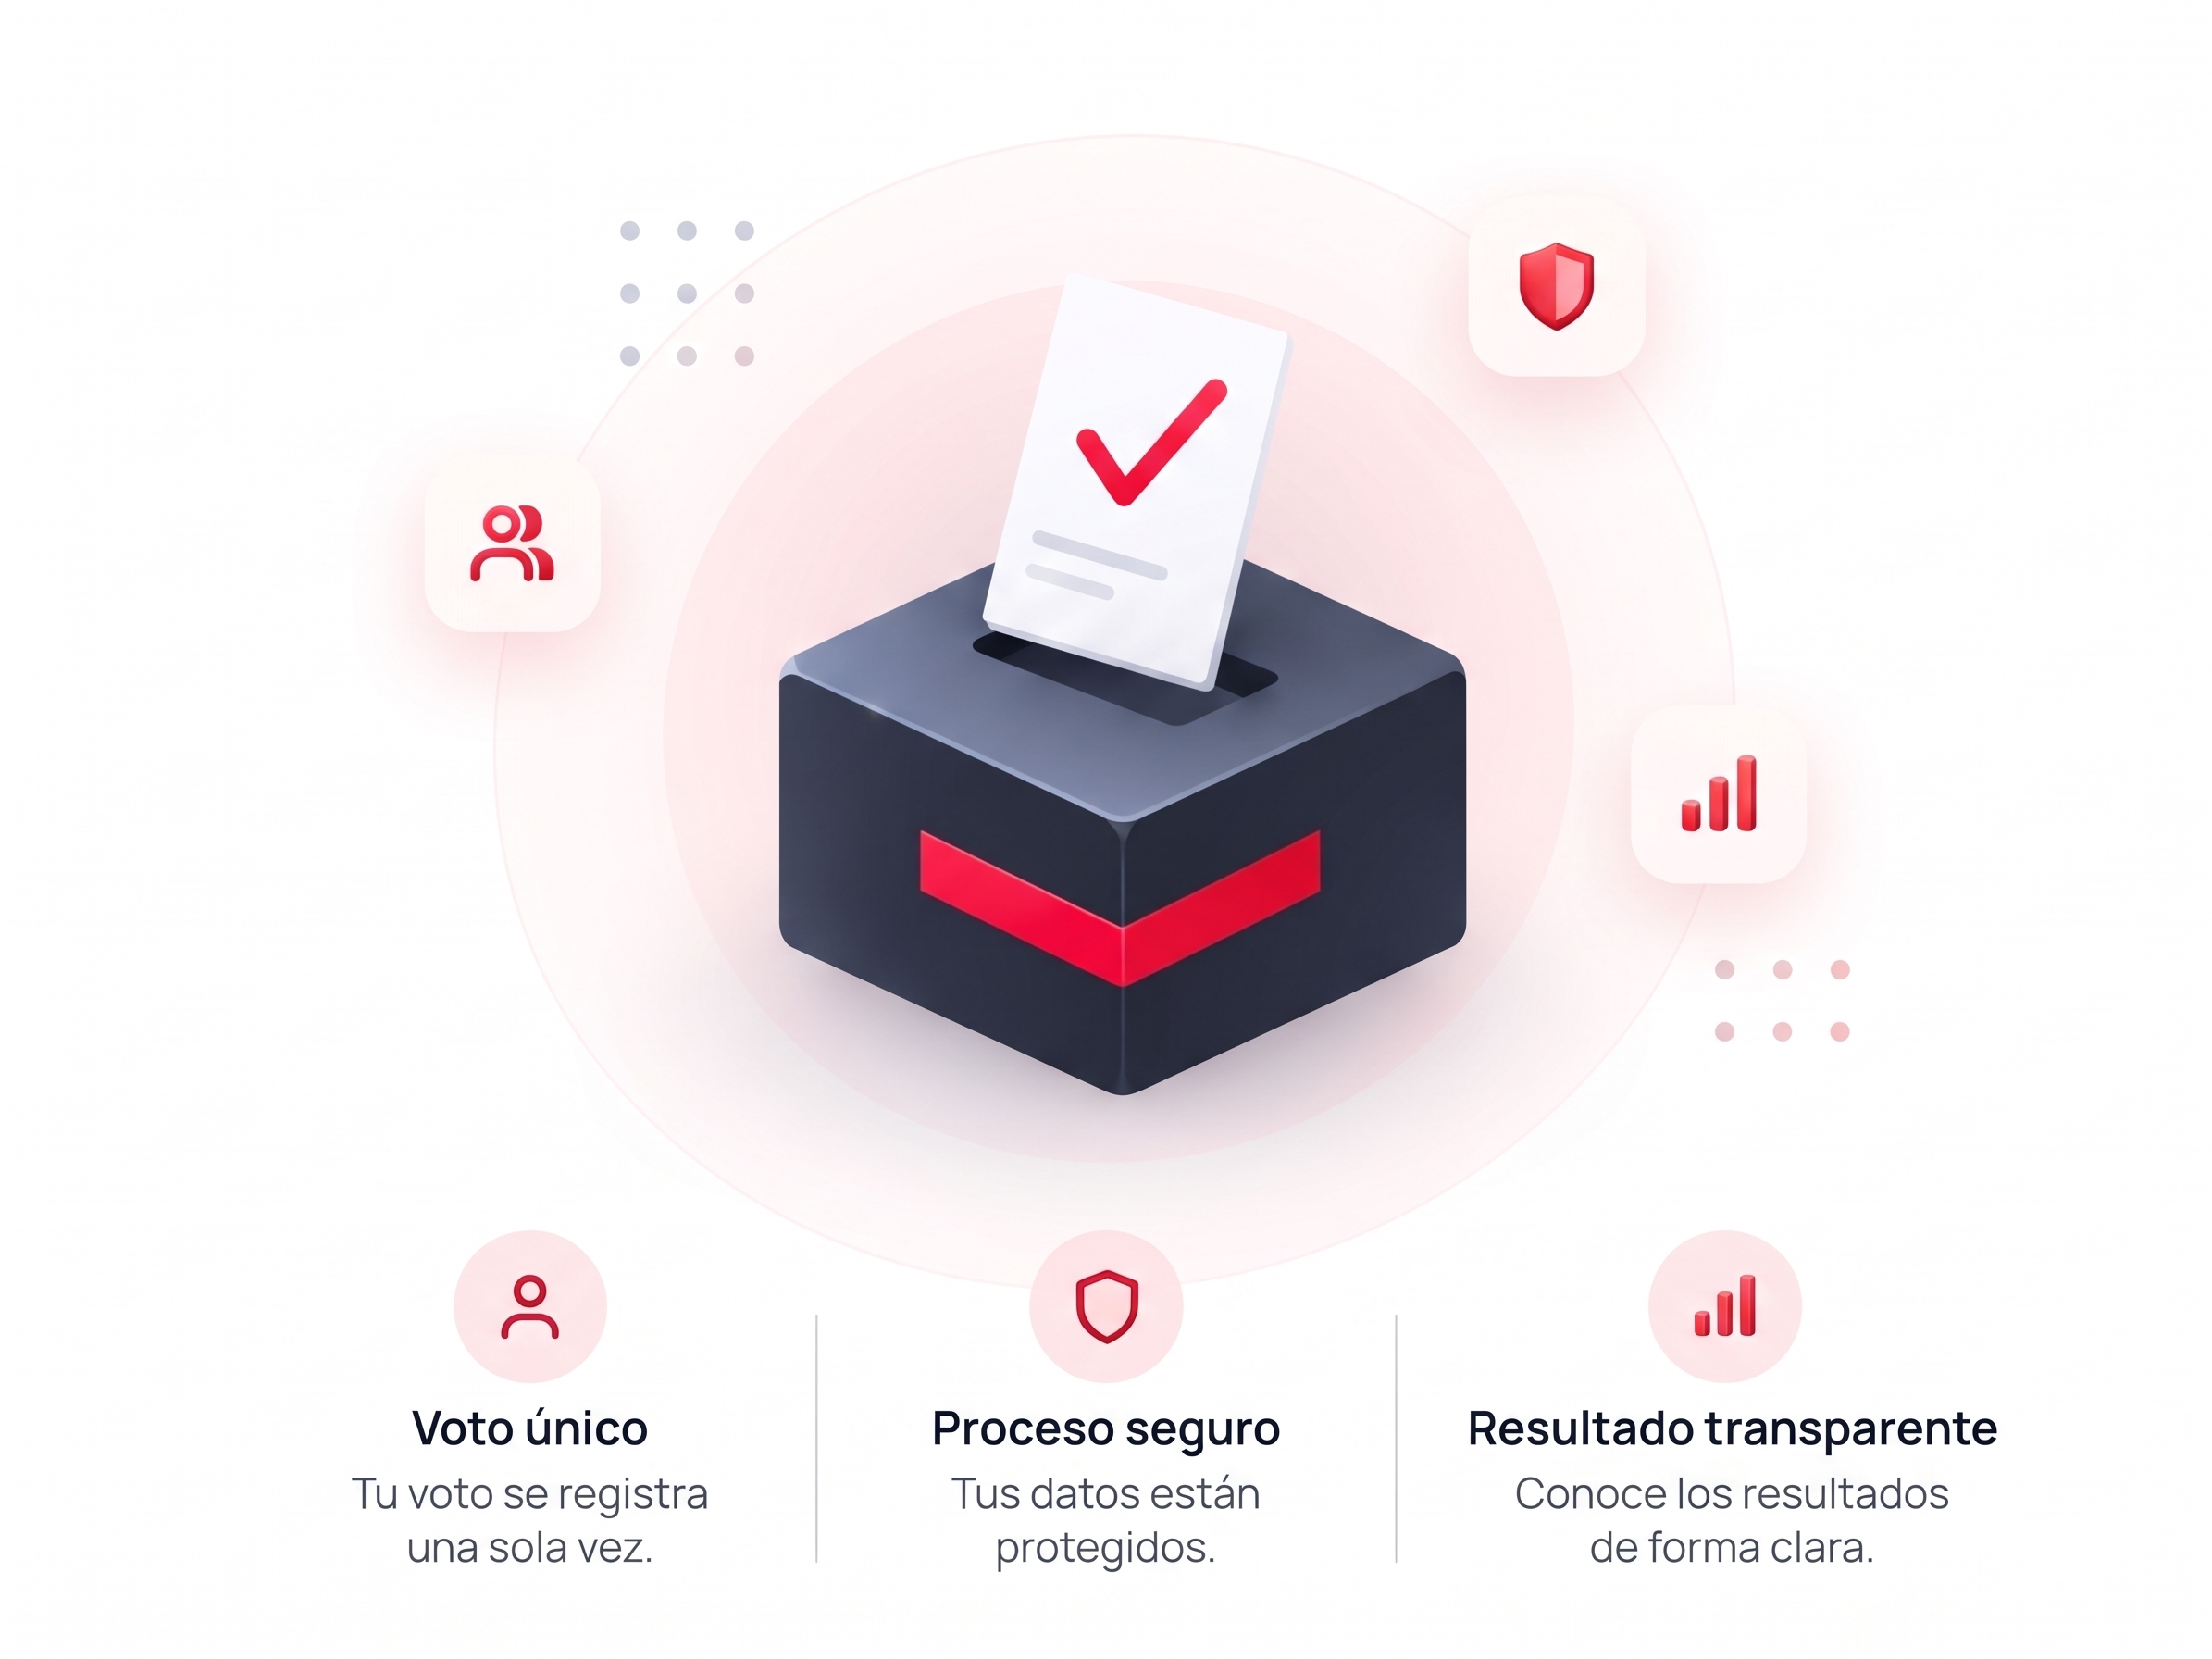 Voto único
Tu voto se registra
una sola vez.
Proceso seguro
Tus datos están
protegidos.
Resultado transparente
Conoce los resultados
de forma clara.